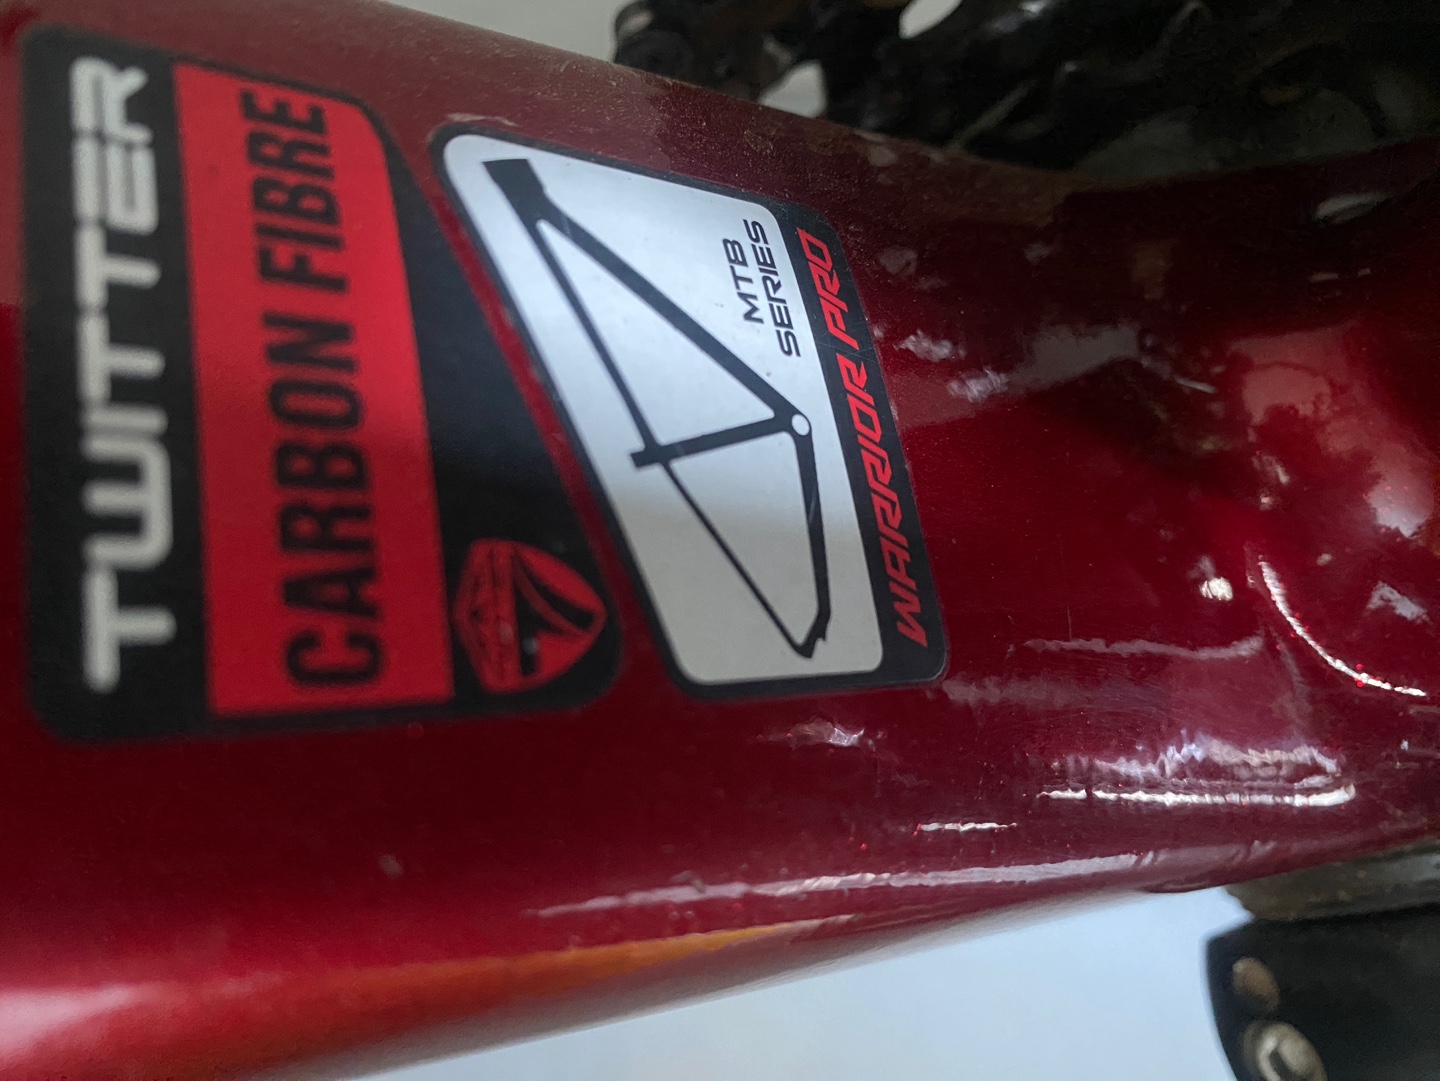 TWITTER
CARBON FIBRE
MTB
SERIES
WARRIOR PRO